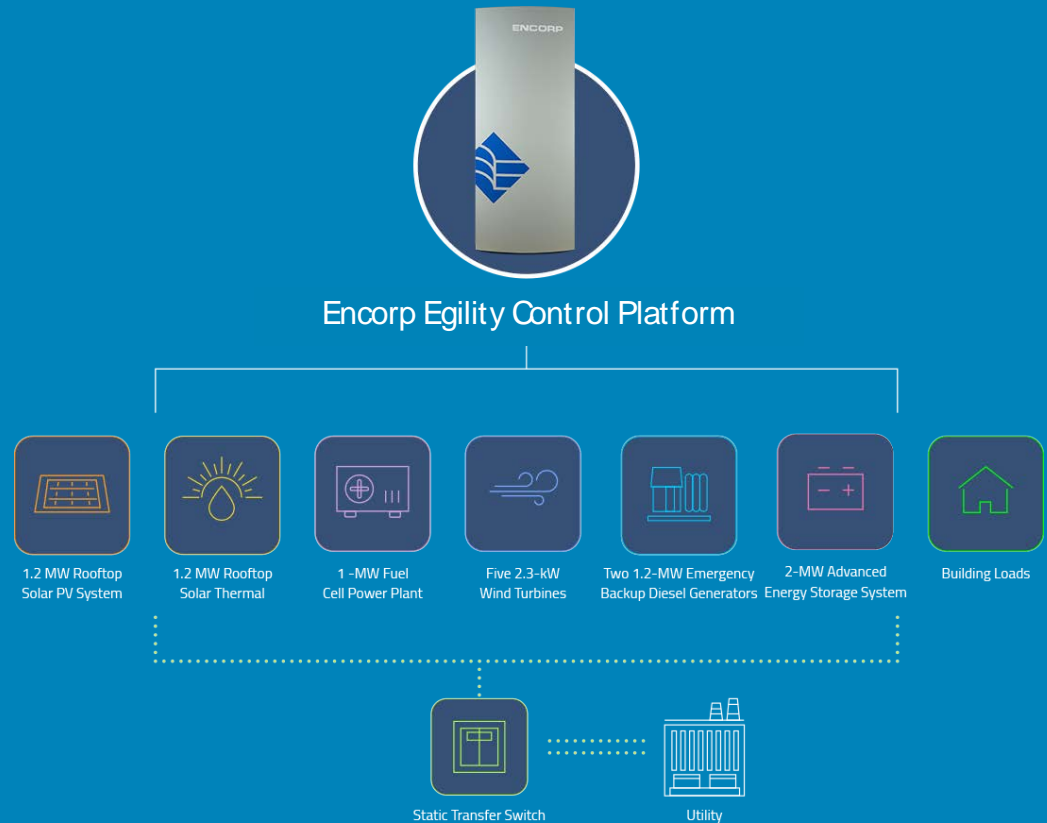 ENCORP
Encorp Egility Control Platform
1.2 MW Rooftop
Solar PV System
1.2 MW Rooftop
Solar Thermal
1 -MW Fuel
Cell Power Plant
Five 2.3-kW
Wind Turbines
Two 1.2-MW Emergency
Backup Diesel Generators
2-MW Advanced
Energy Storage System
Building Loads
Static Transfer Switch
Utility